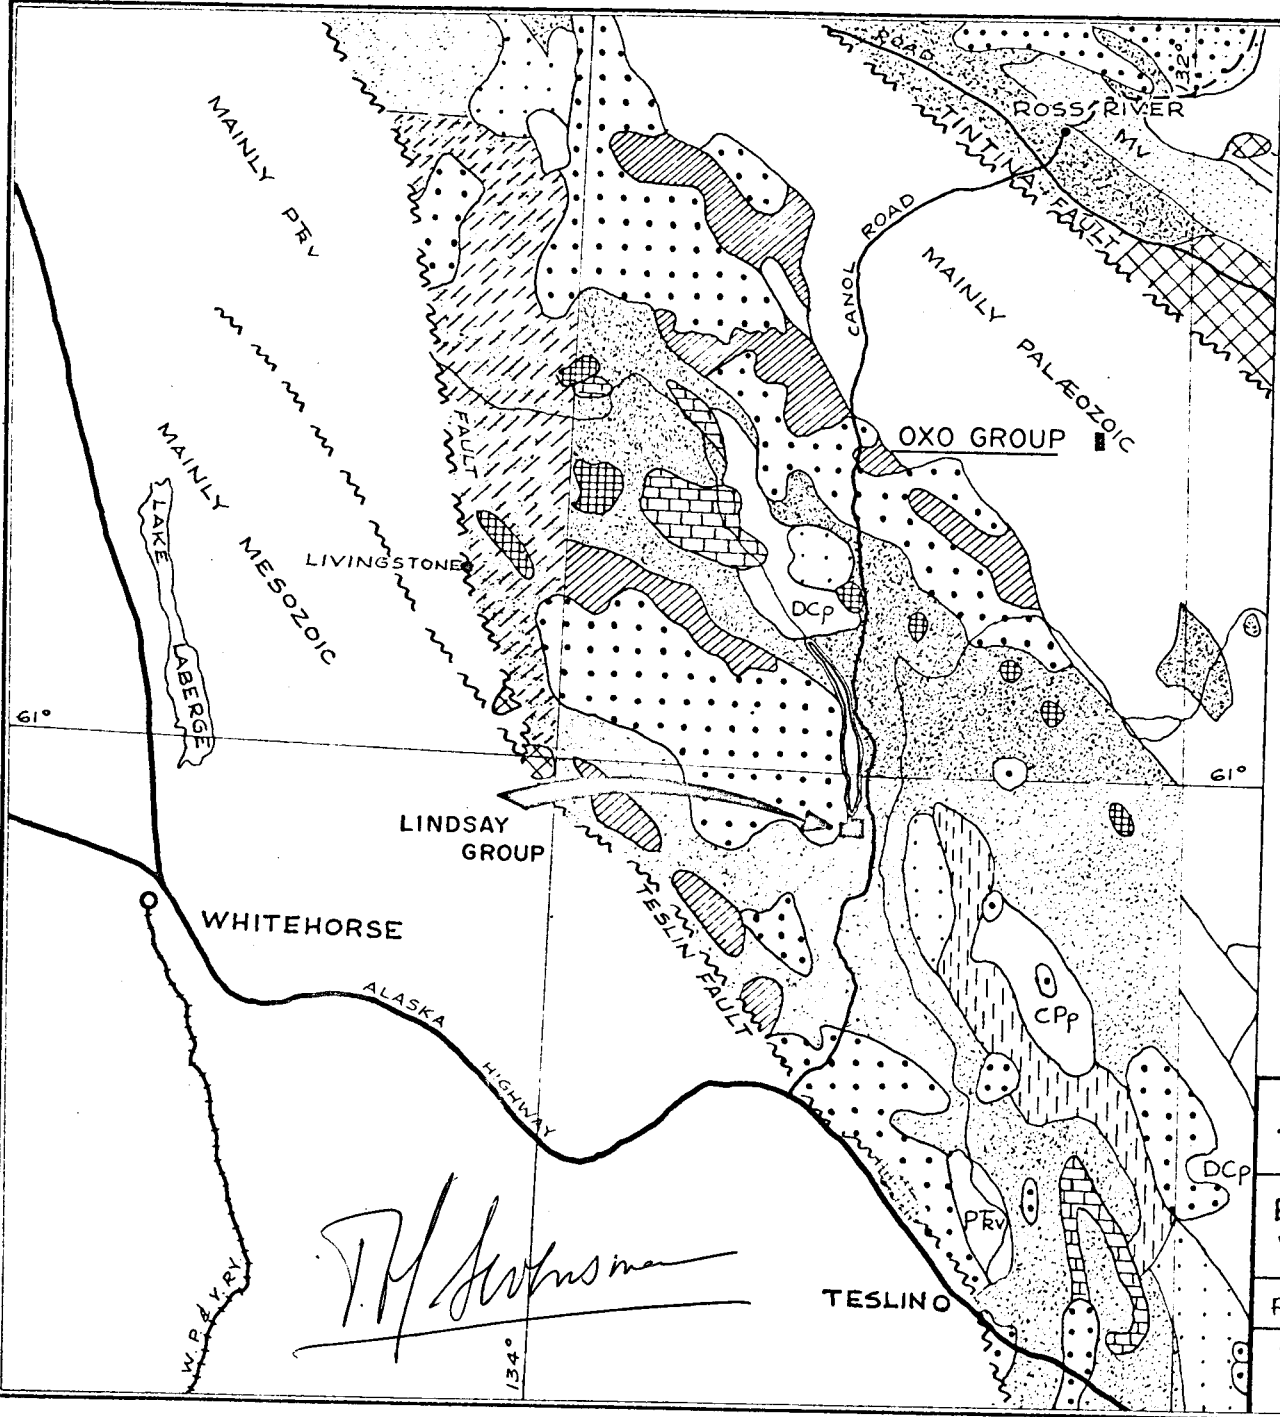 ROAD
132°
ROSS RIVER
MV
TINTINA FAULT
MAINLY PTRV
CANOL ROAD
MAINLY PALÆOZOIC
OXO GROUP
FAULT
MAINLY MESOZOIC
LAKE LABERGE
LIVINGSTONE
DCp
61°
61°
LINDSAY
GROUP
WHITEHORSE
TESLIN FAULT
ALASKA
HIGHWAY
CPp
DCp
PTRV
TESLIN
W. P. & Y. RY.
134°